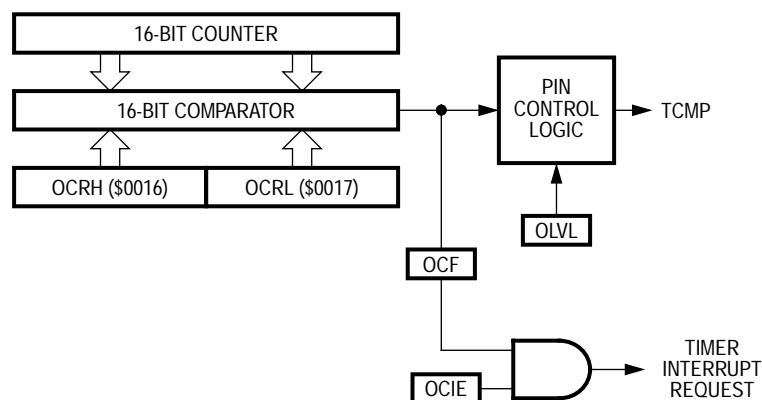 16-BIT COUNTER
16-BIT COMPARATOR
OCRH ($0016)
OCRL ($0017)
PIN
CONTROL
LOGIC
TCMP
OLVL
OCF
OCIE
TIMER
INTERRUPT
REQUEST